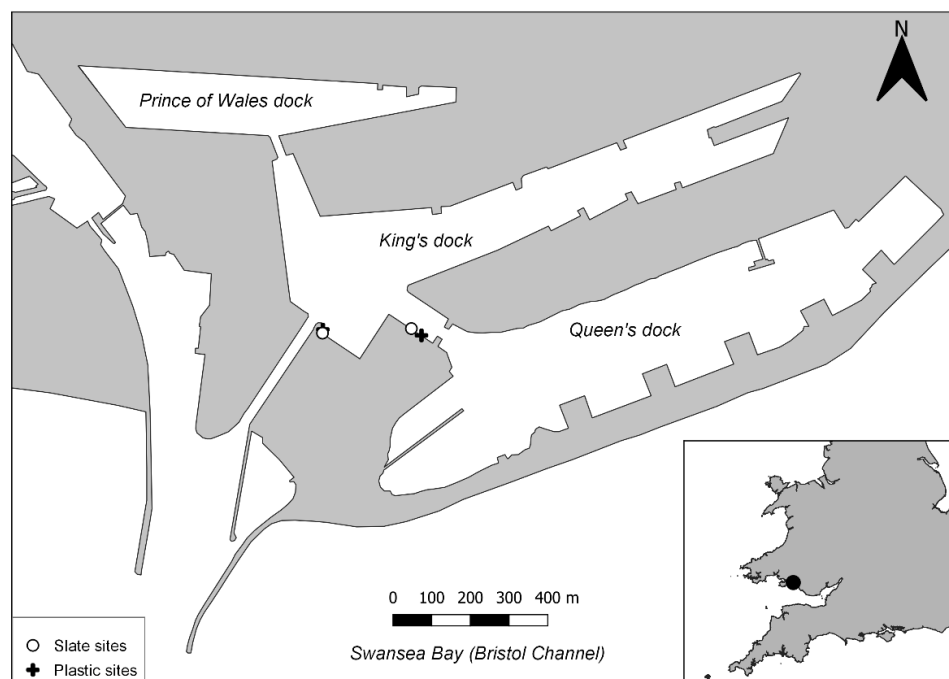 N
Prince of Wales dock
King's dock
Queen's dock
0 100 200 300 400 m
Swansea Bay (Bristol Channel)
Slate sites
Plastic sites